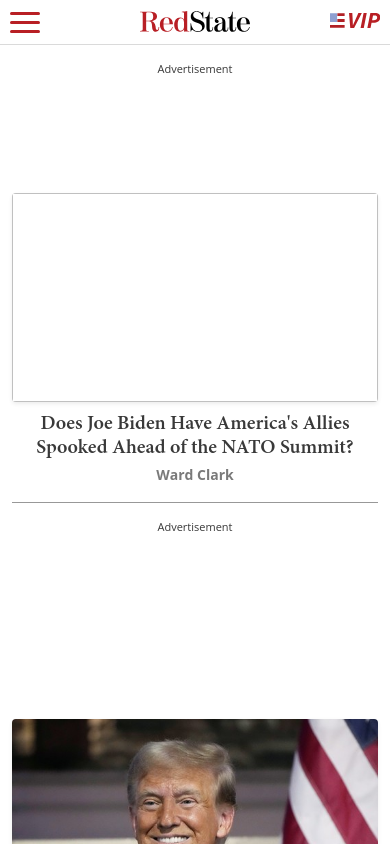 RedState
VIP
Advertisement
Does Joe Biden Have America's Allies
Spooked Ahead of the NATO Summit?
Ward Clark
Advertisement